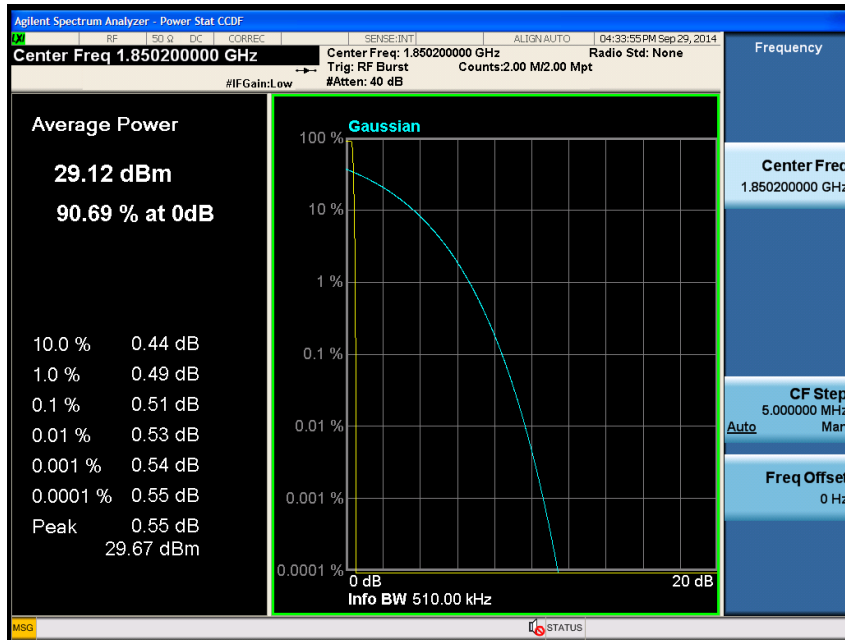 Agilent Spectrum Analyzer - Power Stat CCDF
LXI RF 50 Ω DC CORREC SENSE:INT ALIGN AUTO 04:33:55 PM Sep 29, 2014
Center Freq 1.850200000 GHz
Center Freq: 1.850200000 GHz Radio Std: None
Trig: RF Burst Counts:2.00 M/2.00 Mpt
#IFGain:Low #Atten: 40 dB
Frequency
Average Power
29.12 dBm
90.69 % at 0dB
10.0 % 0.44 dB
1.0 % 0.49 dB
0.1 % 0.51 dB
0.01 % 0.53 dB
0.001 % 0.54 dB
0.0001 % 0.55 dB
Peak 0.55 dB
29.67 dBm
Gaussian
100 %
10 %
1 %
0.1 %
0.01 %
0.001 %
0.0001 %
0 dB 20 dB
Info BW 510.00 kHz
Center Freq
1.850200000 GHz
CF Step
5.000000 MHz
Auto Man
Freq Offset
0 Hz
MSG STATUS